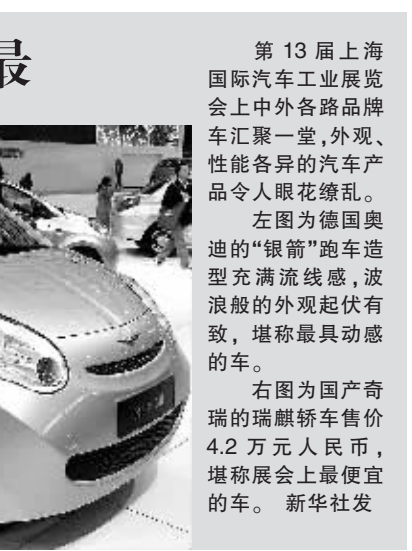 最
第 13 届上海
国际汽车工业展览
会上中外各路品牌
车汇聚一堂,外观、
性能各异的汽车产
品令人眼花缭乱。
左图为德国奥
迪的“银箭”跑车造
型充满流线感,波
浪般的外观起伏有
致, 堪称最具动感
的车。
右图为国产奇
瑞的瑞麒轿车售价
4.2 万元人民币,
堪称展会上最便宜
的车。 新华社发